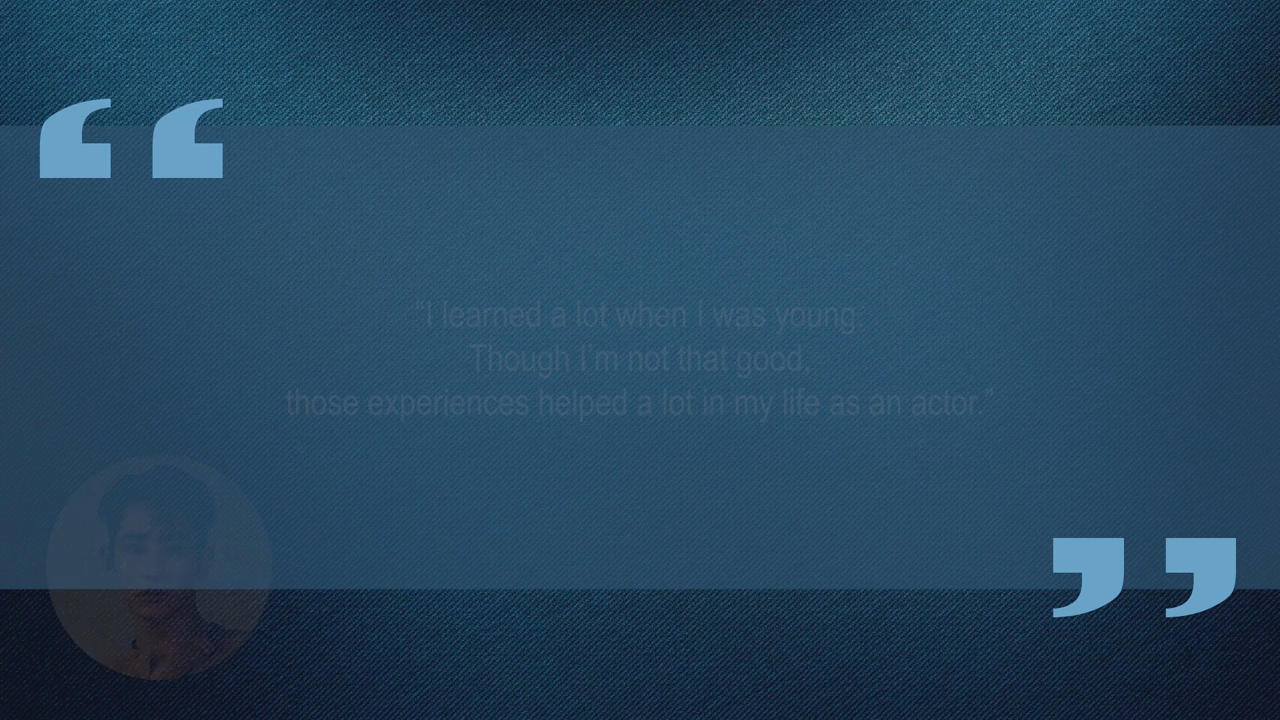 “I learned a lot when I was young.
Though I’m not that good,
those experiences helped a lot in my life as an actor.”